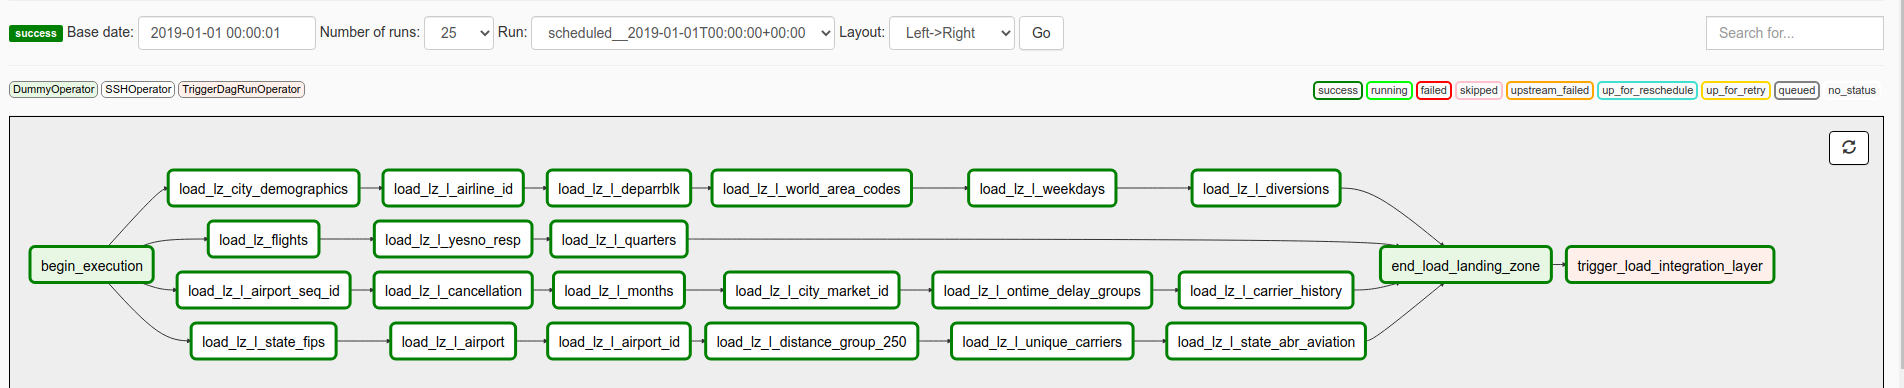 success Base date: 2019-01-01 00:00:01 Number of runs: 25 Run: scheduled__2019-01-01T00:00:00+00:00 Layout: Left->Right Go Search for...
DummyOperator SSHOperator TriggerDagRunOperator success running failed skipped upstream_failed up_for_reschedule up_for_retry queued no_status
load_lz_city_demographics load_lz_l_airline_id load_lz_l_deparrblk load_lz_l_world_area_codes load_lz_l_weekdays load_lz_l_diversions
load_lz_flights load_lz_l_yesno_resp load_lz_l_quarters
begin_execution end_load_landing_zone trigger_load_integration_layer
load_lz_l_airport_seq_id load_lz_l_cancellation load_lz_l_months load_lz_l_city_market_id load_lz_l_ontime_delay_groups load_lz_l_carrier_history
load_lz_l_state_fips load_lz_l_airport load_lz_l_airport_id load_lz_l_distance_group_250 load_lz_l_unique_carriers load_lz_l_state_abr_aviation